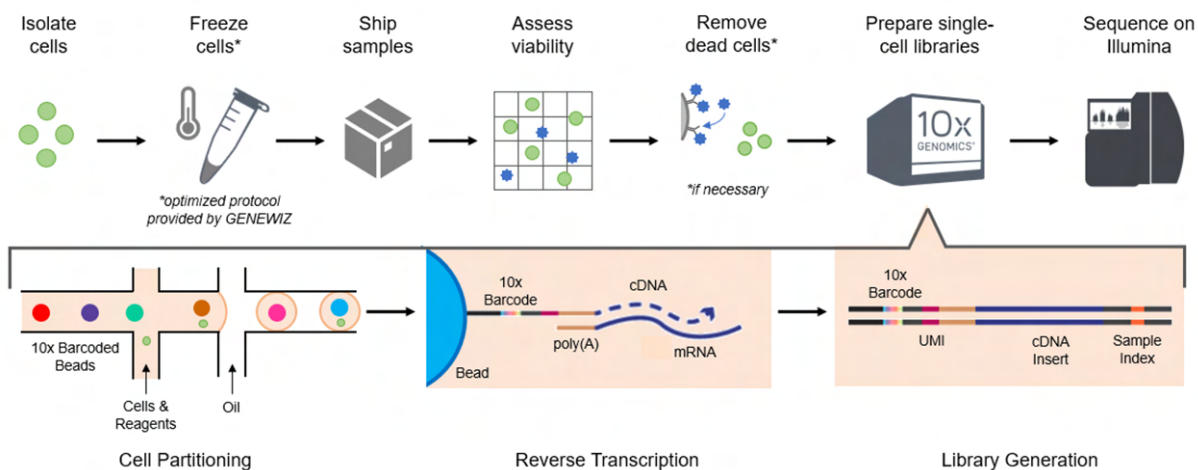 Isolate
cells
Freeze
cells*
Ship
samples
Assess
viability
Remove
dead cells*
Prepare single-
cell libraries
Sequence on
Illumina
*optimized protocol
provided by GENEWIZ
*if necessary
10x
GENOMICS
10x Barcoded
Beads
Cells &
Reagents
Oil
Cell Partitioning
10x
Barcode
cDNA
poly(A)
mRNA
Bead
Reverse Transcription
10x
Barcode
UMI
cDNA
Insert
Sample
Index
Library Generation